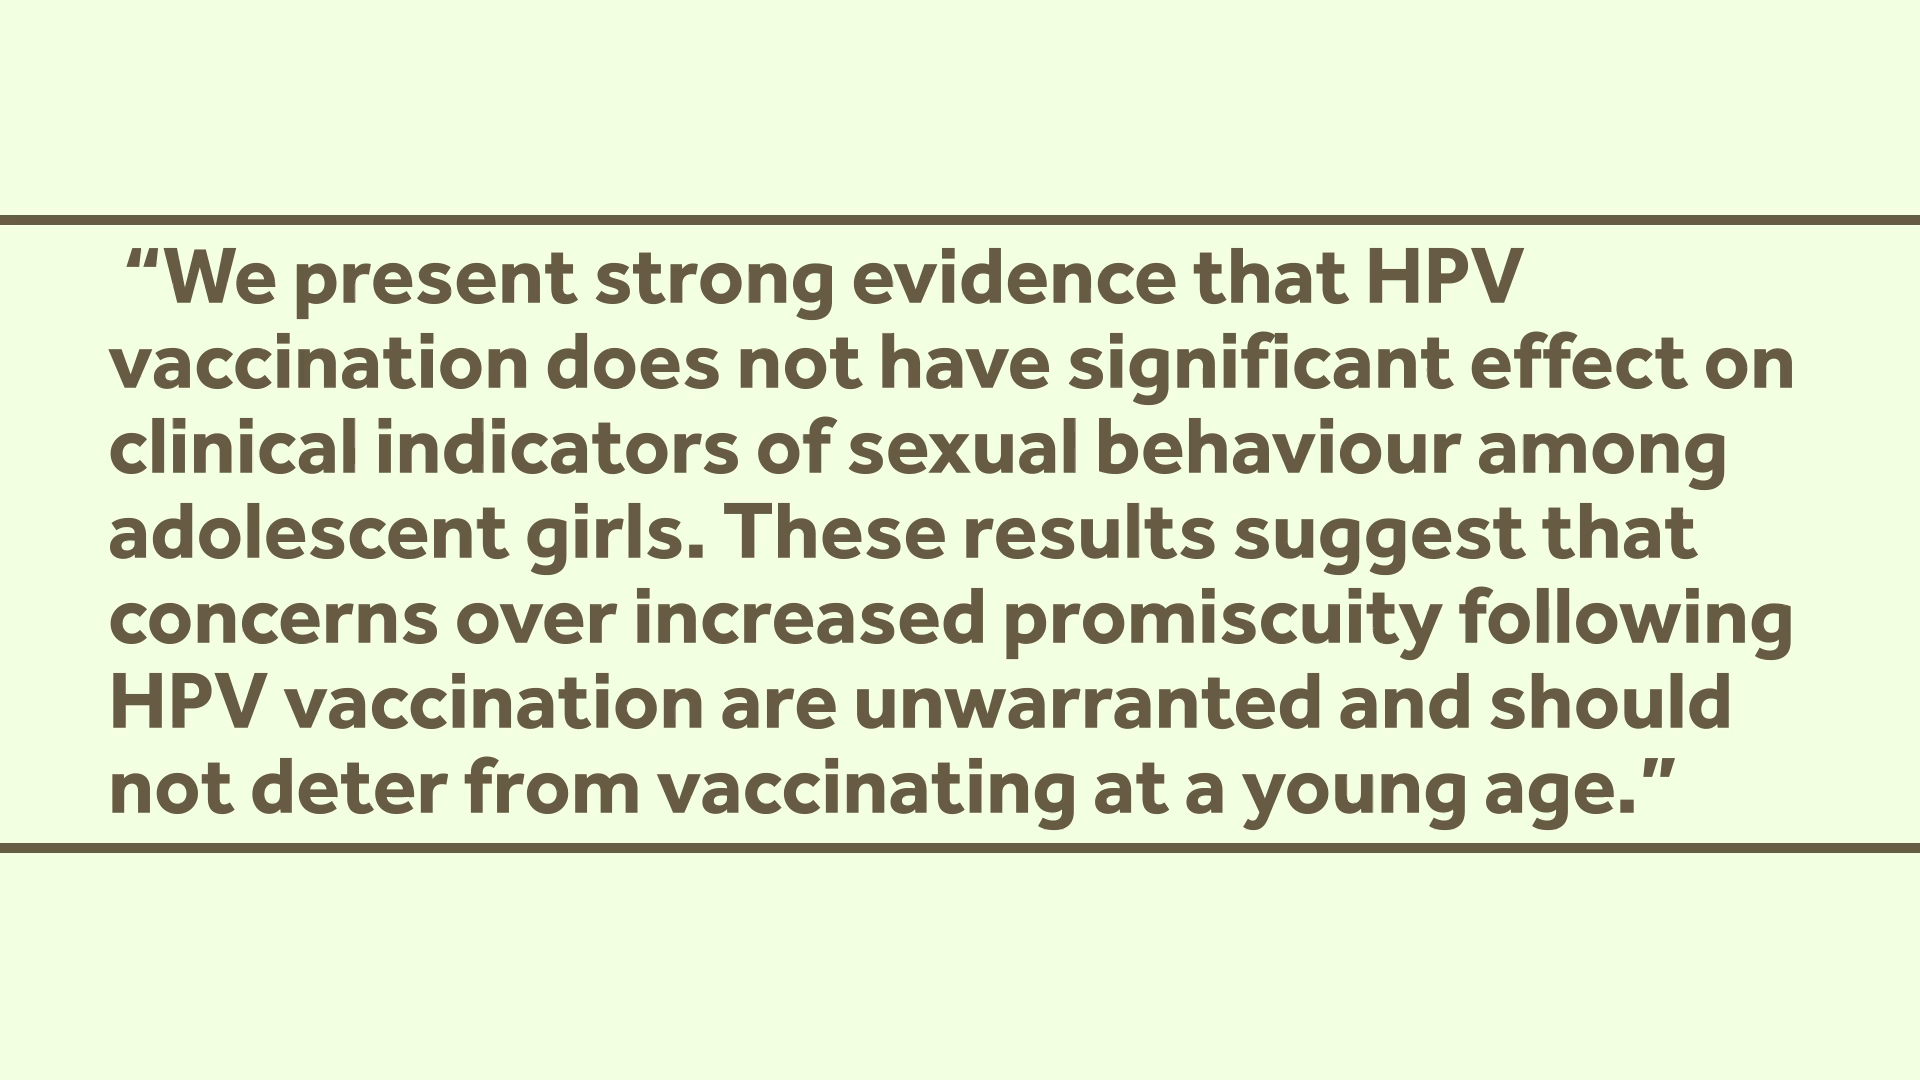 “We present strong evidence that HPV
vaccination does not have significant effect on
clinical indicators of sexual behaviour among
adolescent girls. These results suggest that
concerns over increased promiscuity following
HPV vaccination are unwarranted and should
not deter from vaccinating at a young age.”